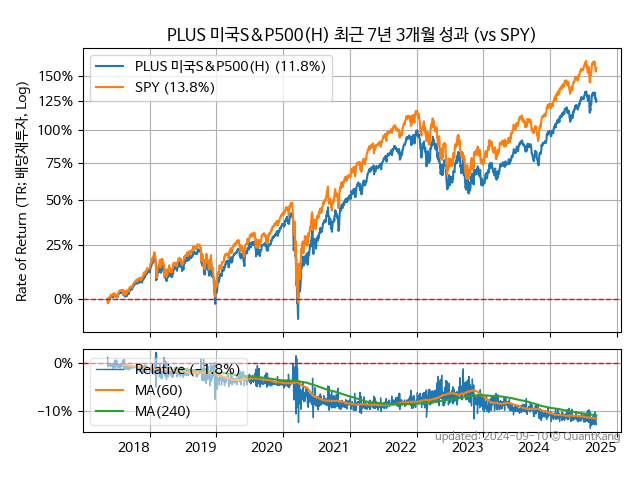 PLUS 미국S&P500(H) 최근 7년 3개월 성과 (vs SPY)
Rate of Return (TR: 배당재투자, Log)
150%
125%
100%
75%
50%
25%
0%
PLUS 미국S&P500(H) (11.8%)
SPY (13.8%)
0%
−10%
Relative (−1.8%)
MA(60)
MA(240)
updated: 2024-09-10 © QuantKang
2018 2019 2020 2021 2022 2023 2024 2025